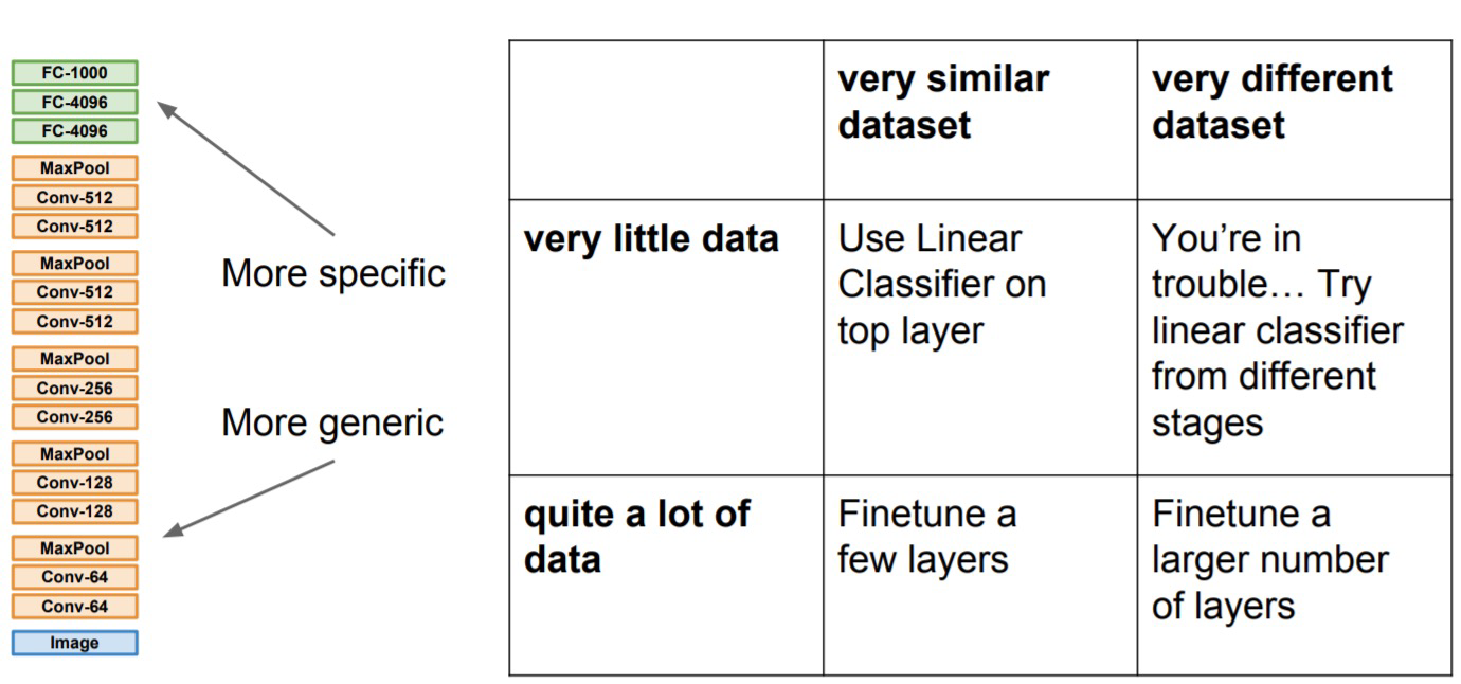 FC-1000
FC-4096
FC-4096
MaxPool
Conv-512
Conv-512
MaxPool
Conv-512
Conv-512
MaxPool
Conv-256
Conv-256
MaxPool
Conv-128
Conv-128
MaxPool
Conv-64
Conv-64
Image
More specific
More generic
very similar
dataset
very different
dataset
very little data
Use Linear
Classifier on
top layer
You’re in
trouble… Try
linear classifier
from different
stages
quite a lot of
data
Finetune a
few layers
Finetune a
larger number
of layers